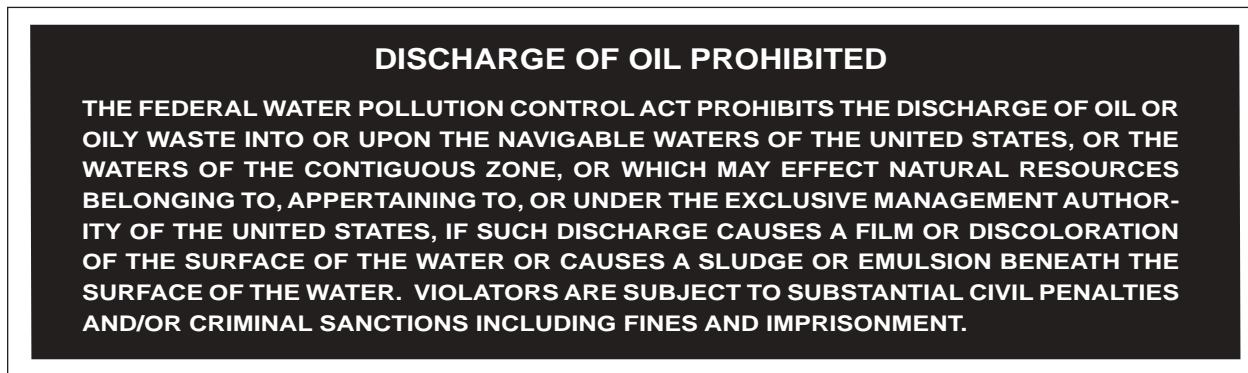 DISCHARGE OF OIL PROHIBITED
THE FEDERAL WATER POLLUTION CONTROL ACT PROHIBITS THE DISCHARGE OF OIL OR
OILY WASTE INTO OR UPON THE NAVIGABLE WATERS OF THE UNITED STATES, OR THE
WATERS OF THE CONTIGUOUS ZONE, OR WHICH MAY EFFECT NATURAL RESOURCES
BELONGING TO, APPERTAINING TO, OR UNDER THE EXCLUSIVE MANAGEMENT AUTHOR-
ITY OF THE UNITED STATES, IF SUCH DISCHARGE CAUSES A FILM OR DISCOLORATION
OF THE SURFACE OF THE WATER OR CAUSES A SLUDGE OR EMULSION BENEATH THE
SURFACE OF THE WATER.  VIOLATORS ARE SUBJECT TO SUBSTANTIAL CIVIL PENALTIES
AND/OR CRIMINAL SANCTIONS INCLUDING FINES AND IMPRISONMENT.